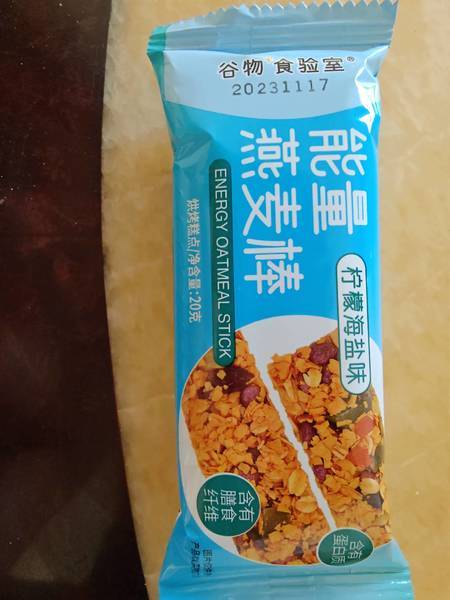 谷物食验室®
20231117
能量
燕麦棒
ENERGY OATMEAL STICK
烘烤糕点/净含量:20克
柠檬海盐味
含有
膳食
纤维
含有
蛋白质